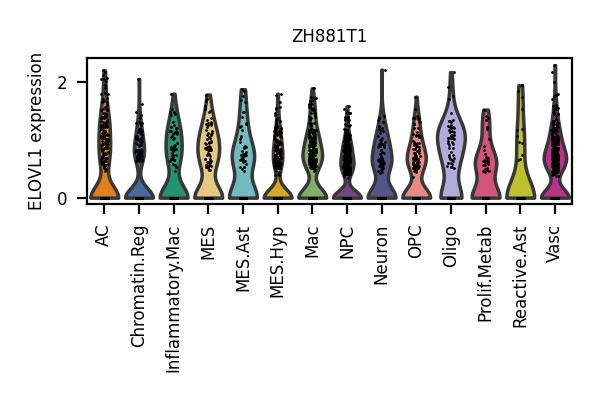 ZH881T1
ELOVL1 expression
2
0
AC
Chromatin.Reg
Inflammatory.Mac
MES
MES.Ast
MES.Hyp
Mac
NPC
Neuron
OPC
Oligo
Prolif.Metab
Reactive.Ast
Vasc